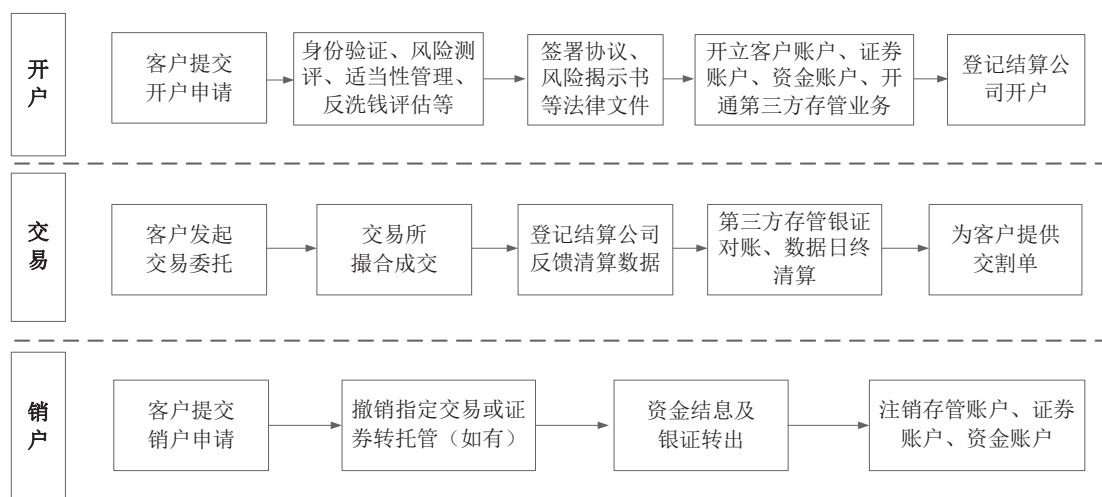 开
户
客户提交
开户申请
身份验证、风险测
评、适当性管理、
反洗钱评估等
签署协议、
风险揭示书
等法律文件
开立客户账户、证券
账户、资金账户、开
通第三方存管业务
登记结算公
司开户
交
易
客户发起
交易委托
交易所
撮合成交
登记结算公司
反馈清算数据
第三方存管银证
对账、数据日终
清算
为客户提供
交割单
销
户
客户提交
销户申请
撤销指定交易或证
券转托管（如有）
资金结息及
银证转出
注销存管账户、证券
账户、资金账户